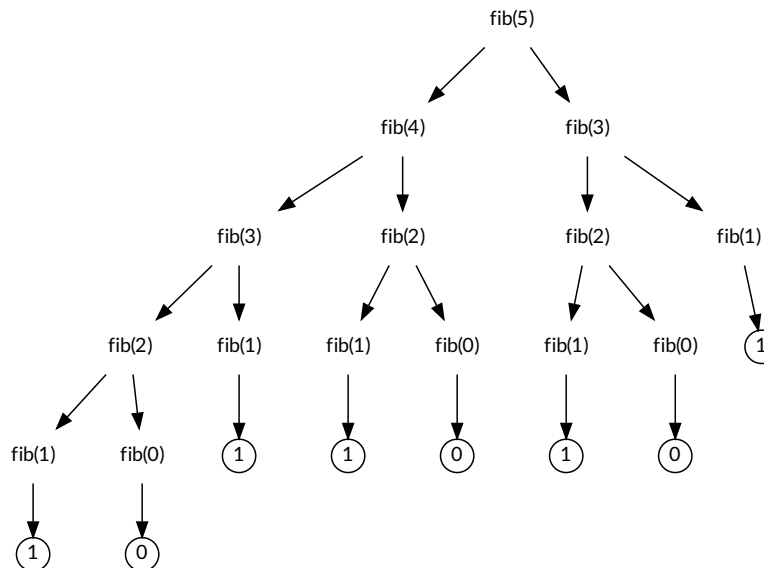 fib(5)
fib(4) fib(3)
fib(3) fib(2) fib(2) fib(1)
fib(2) fib(1) fib(1) fib(0) fib(1) fib(0) 1
fib(1) fib(0) 1 1 0 1 0
1 0